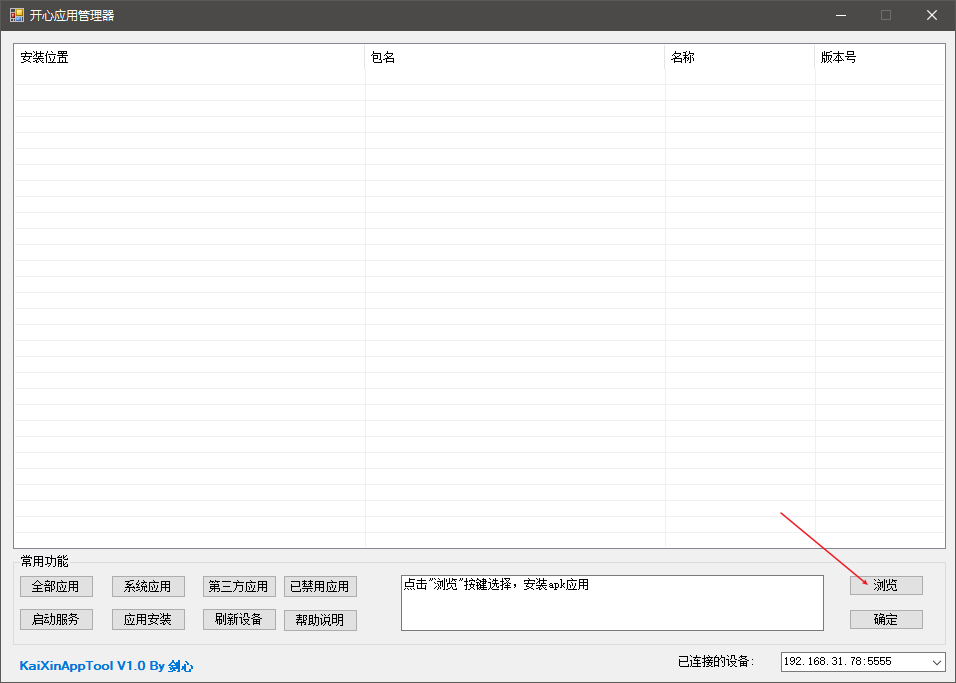 开心应用管理器
安装位置 包名 名称 版本号
常用功能
全部应用 系统应用 第三方应用 已禁用应用
启动服务 应用安装 刷新设备 帮助说明
点击"浏览"按键选择，安装apk应用
浏览
确定
KaiXinAppTool V1.0 By 剑心
已连接的设备: 192.168.31.78:5555